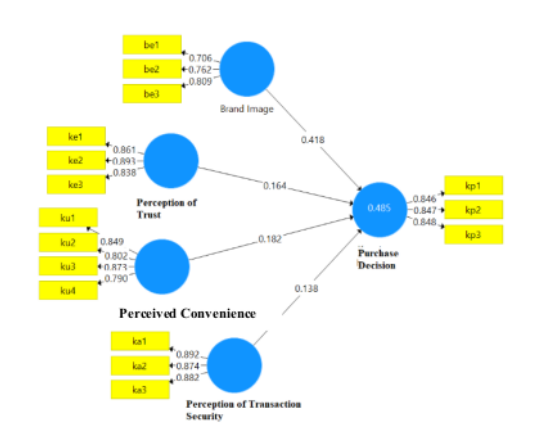 be1
be2
be3
0.706
0.762
0.809
Brand Image
0.418
ke1
ke2
ke3
0.861
0.893
0.838
Perception of
Trust
0.164
ku1
ku2
ku3
ku4
0.849
0.802
0.873
0.790
Perceived Convenience
0.182
ka1
ka2
ka3
0.892
0.874
0.882
Perception of Transaction
Security
0.138
0.485
Purchase
Decision
0.846
0.847
0.848
kp1
kp2
kp3